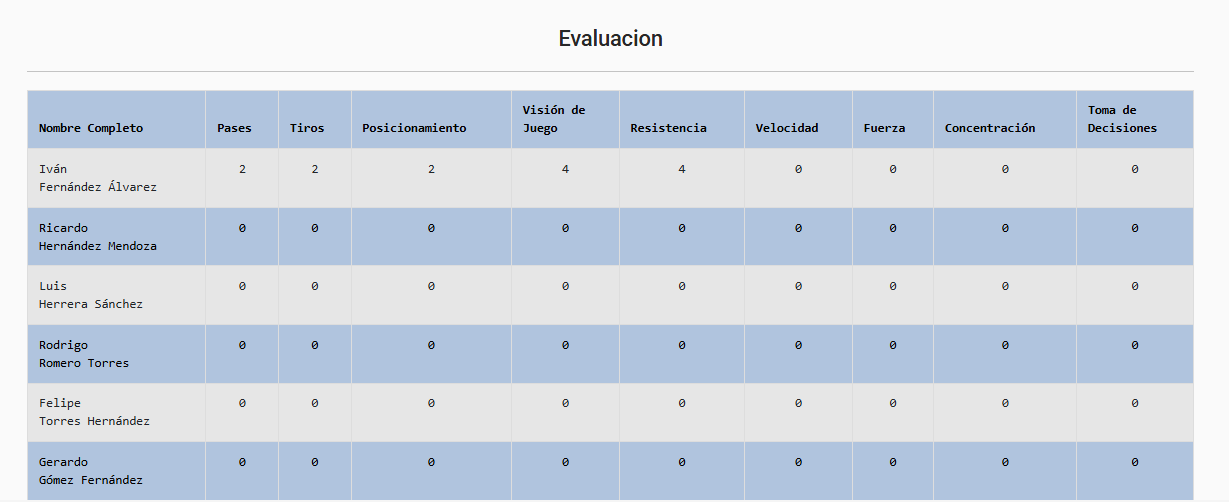 Evaluacion
Nombre Completo Pases Tiros Posicionamiento Visión de Juego Resistencia Velocidad Fuerza Concentración Toma de Decisiones
Iván 2 2 2 4 4 0 0 0 0
Fernández Álvarez
Ricardo 0 0 0 0 0 0 0 0 0
Hernández Mendoza
Luis 0 0 0 0 0 0 0 0 0
Herrera Sánchez
Rodrigo 0 0 0 0 0 0 0 0 0
Romero Torres
Felipe 0 0 0 0 0 0 0 0 0
Torres Hernández
Gerardo 0 0 0 0 0 0 0 0 0
Gómez Fernández